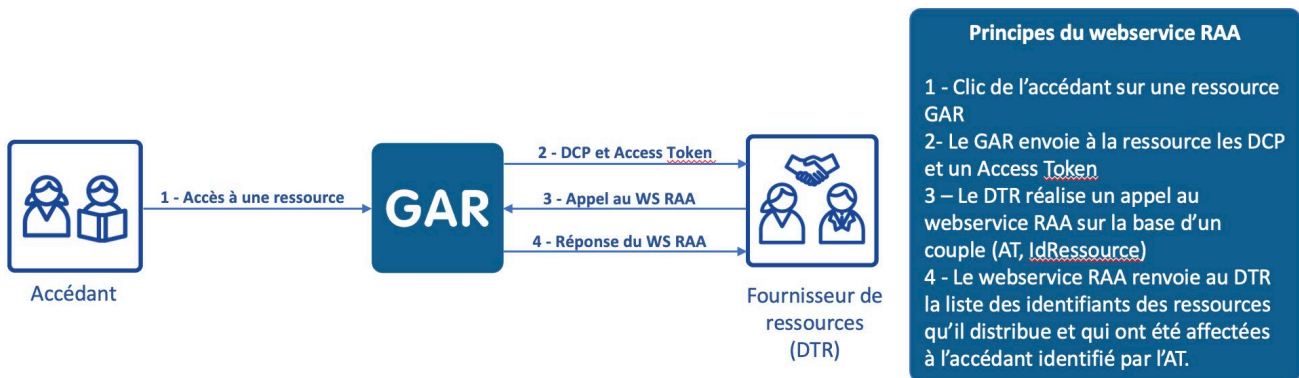 Principes du webservice RAA
1 - Clic de l'accédant sur une ressource
GAR
2- Le GAR envoie à la ressource les DCP
et un Access Token
3 – Le DTR réalise un appel au
webservice RAA sur la base d'un
couple (AT, IdRessource)
4 - Le webservice RAA renvoie au DTR
la liste des identifiants des ressources
qu'il distribue et qui ont été affectées
à l'accédant identifié par l'AT.
1 - Accès à une ressource
GAR
2 - DCP et Access Token
3 - Appel au WS RAA
4 - Réponse du WS RAA
Accédant
Fournisseur de
ressources
(DTR)